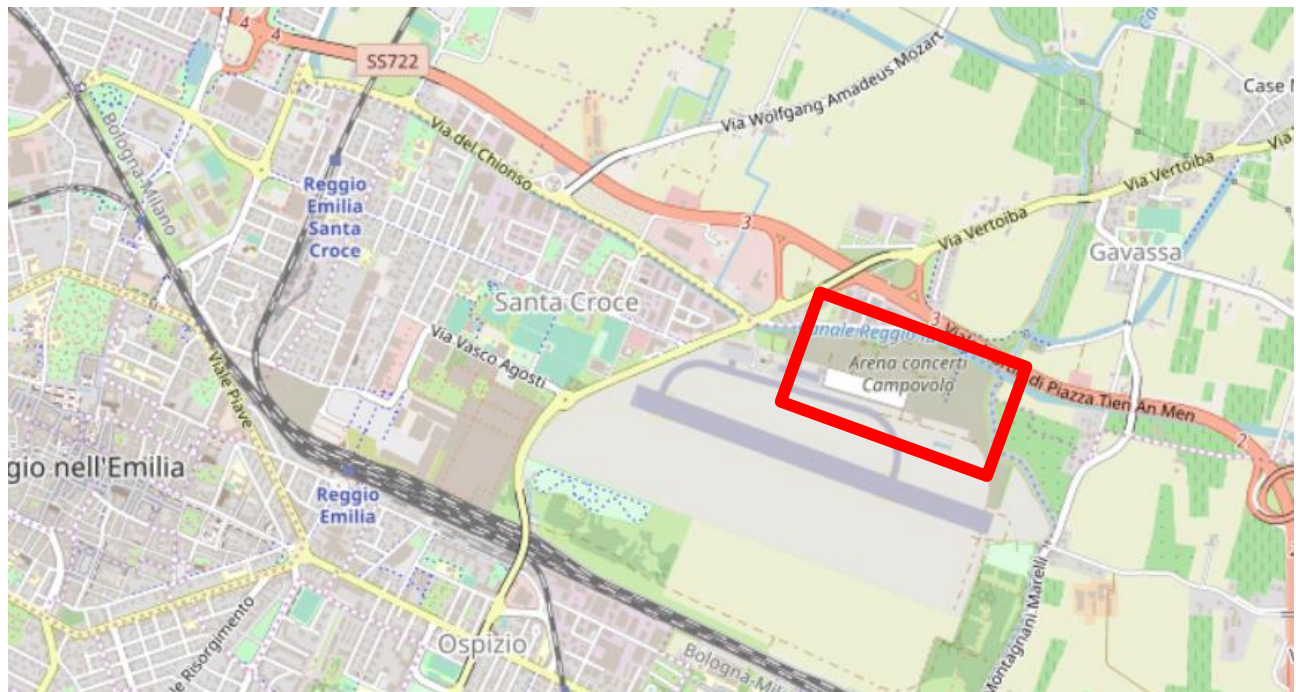 4
4
SS722
Via Wolfgang Amadeus Mozart
Case
Via del Chionso
Bologna-Milano
Via Vertoiba
Via
Reggio
Emilia
Santa
Croce
3
Via Vertoiba
Gavassa
Santa Croce
3
Canale Reggio
Arena concerti
Campovolo
di Piazza Tien An Men
Via Vasco Agosti
Viale Piave
2
gio nell'Emilia
Reggio
Emilia
Montagnani Marelli
Risorgimento
Ospizio
Bologna-Mil